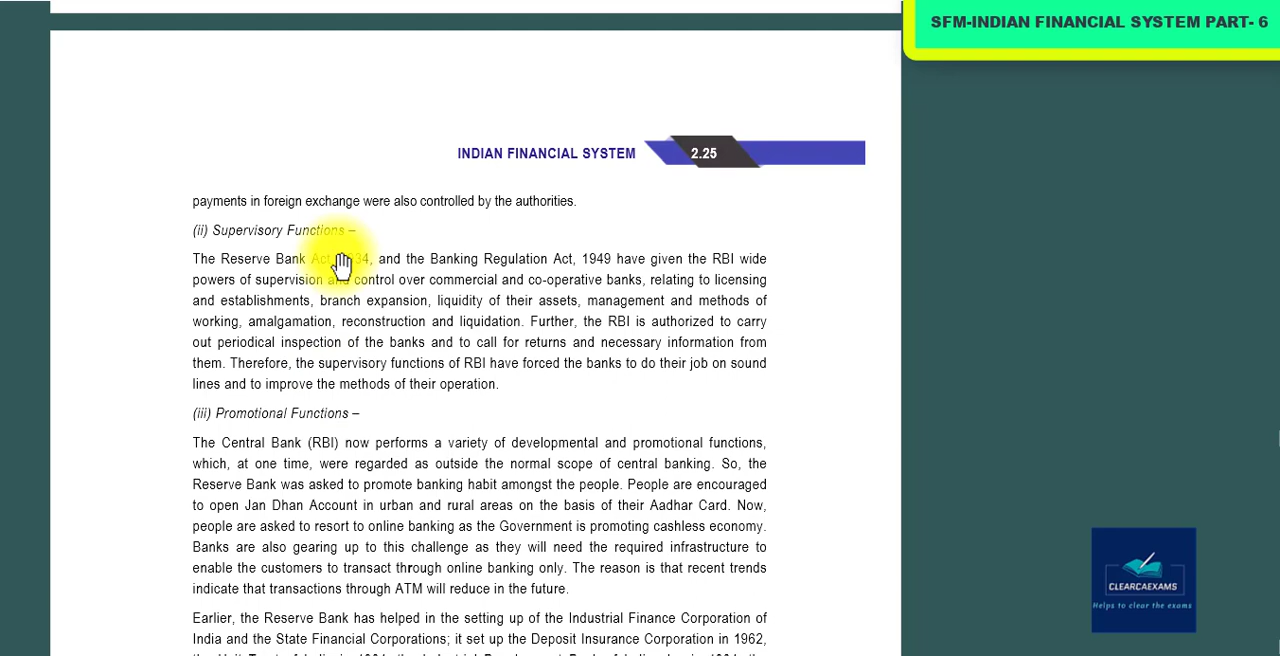 SFM-INDIAN FINANCIAL SYSTEM PART- 6
INDIAN FINANCIAL SYSTEM 2.25
payments in foreign exchange were also controlled by the authorities.
(ii) Supervisory Functions –
The Reserve Bank Act 1934, and the Banking Regulation Act, 1949 have given the RBI wide
powers of supervision and control over commercial and co-operative banks, relating to licensing
and establishments, branch expansion, liquidity of their assets, management and methods of
working, amalgamation, reconstruction and liquidation. Further, the RBI is authorized to carry
out periodical inspection of the banks and to call for returns and necessary information from
them. Therefore, the supervisory functions of RBI have forced the banks to do their job on sound
lines and to improve the methods of their operation.
(iii) Promotional Functions –
The Central Bank (RBI) now performs a variety of developmental and promotional functions,
which, at one time, were regarded as outside the normal scope of central banking. So, the
Reserve Bank was asked to promote banking habit amongst the people. People are encouraged
to open Jan Dhan Account in urban and rural areas on the basis of their Aadhar Card. Now,
people are asked to resort to online banking as the Government is promoting cashless economy.
Banks are also gearing up to this challenge as they will need the required infrastructure to
enable the customers to transact through online banking only. The reason is that recent trends
indicate that transactions through ATM will reduce in the future.
Earlier, the Reserve Bank has helped in the setting up of the Industrial Finance Corporation of
India and the State Financial Corporations; it set up the Deposit Insurance Corporation in 1962,
CLEARCAEXAMS
Helps to clear the exams